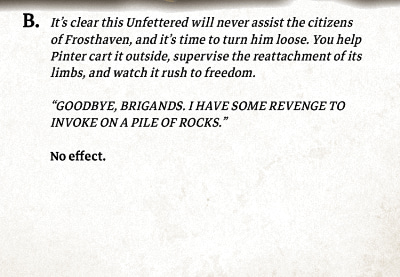 B. It's clear this Unfettered will never assist the citizens
of Frosthaven, and it's time to turn him loose. You help
Pinter cart it outside, supervise the reattachment of its
limbs, and watch it rush to freedom.
“GOODBYE, BRIGANDS. I HAVE SOME REVENGE TO
INVOKE ON A PILE OF ROCKS.”
No effect.